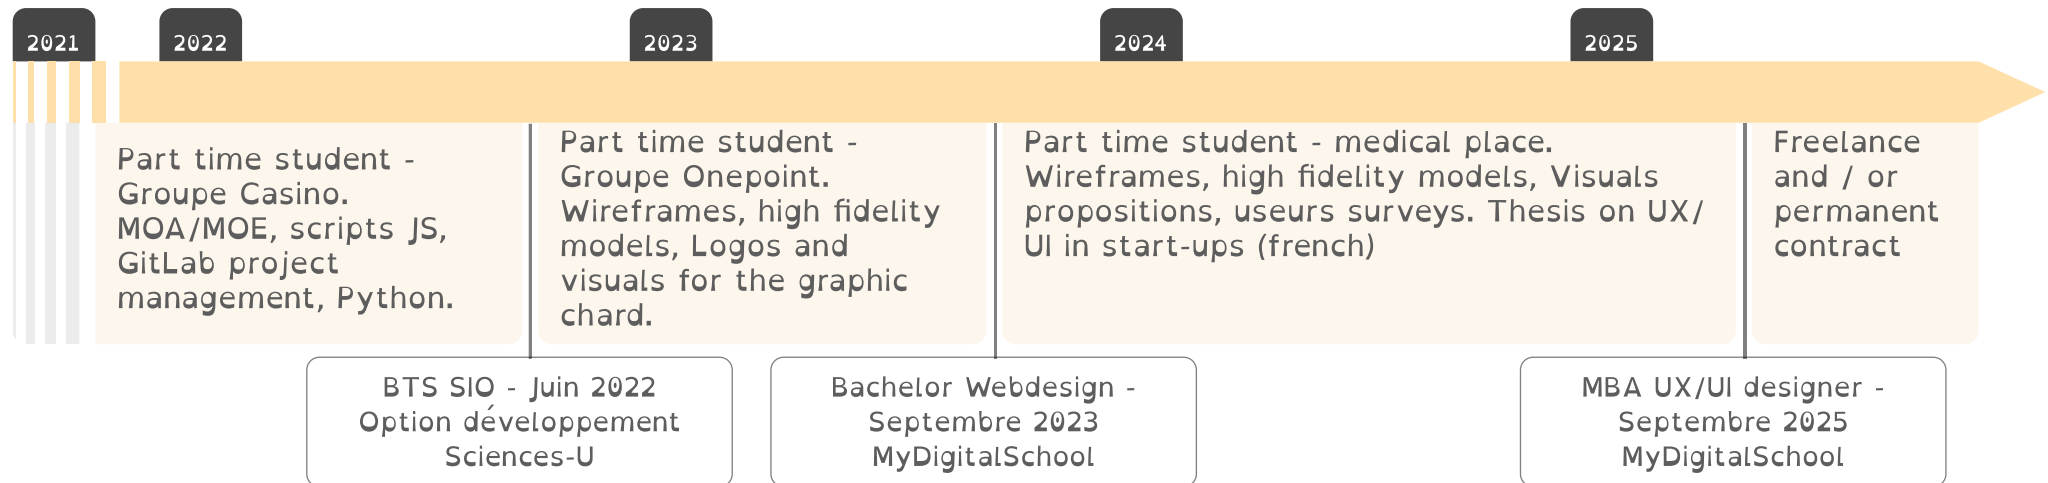 2021
2022
2023
2024
2025
Part time student -
Groupe Casino.
MOA/MOE, scripts JS,
GitLab project
management, Python.
Part time student -
Groupe Onepoint.
Wireframes, high fidelity
models, Logos and
visuals for the graphic
chard.
Part time student - medical place.
Wireframes, high fidelity models, Visuals
propositions, useurs surveys. Thesis on UX/
UI in start-ups (french)
Freelance
and / or
permanent
contract
BTS SIO - Juin 2022
Option développement
Sciences-U
Bachelor Webdesign -
Septembre 2023
MyDigitalSchool
MBA UX/UI designer -
Septembre 2025
MyDigitalSchool